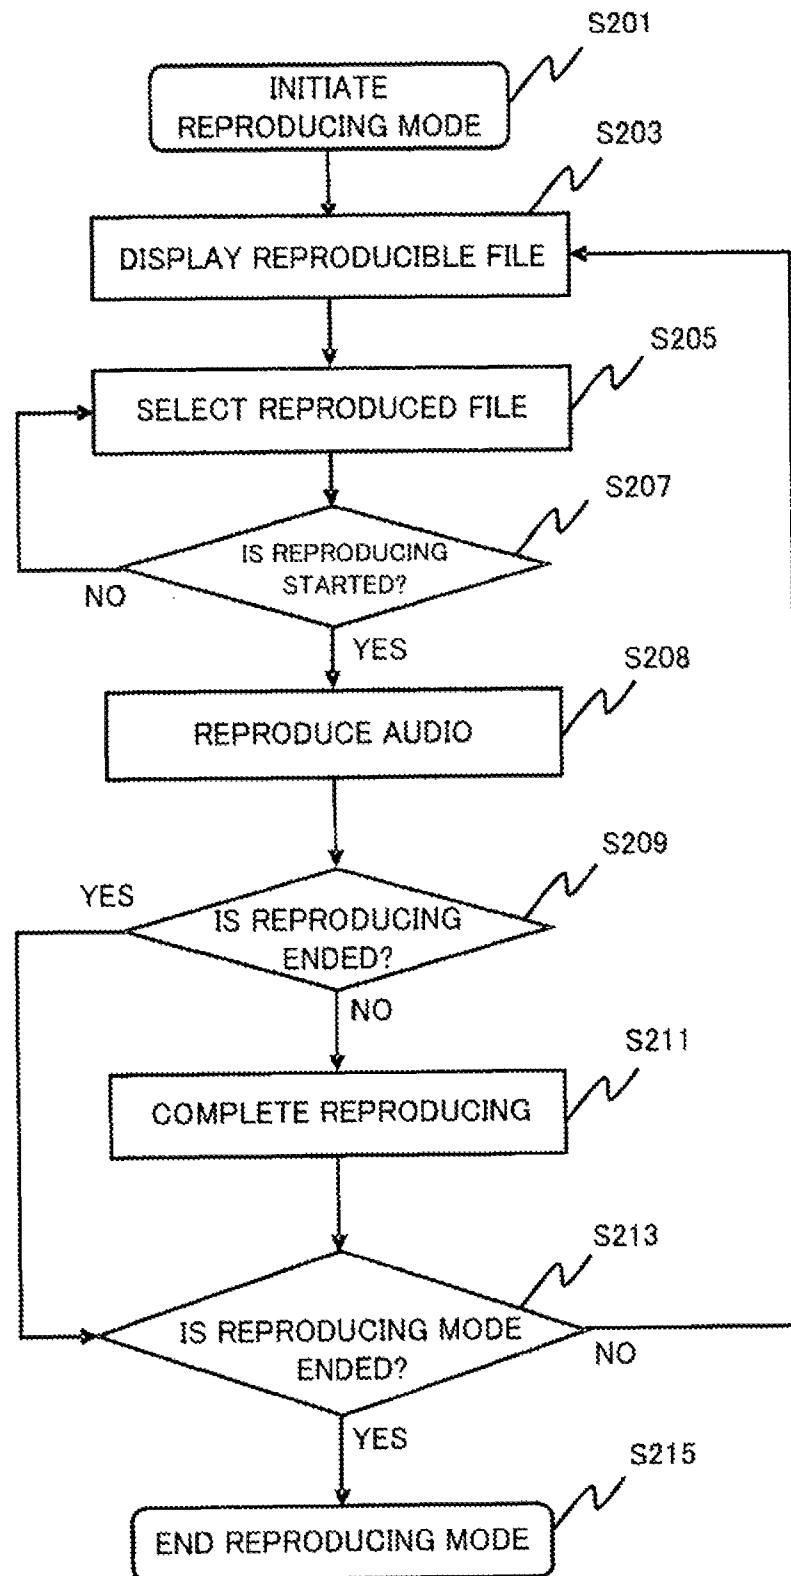 S201
INITIATE
REPRODUCING MODE
S203
DISPLAY REPRODUCIBLE FILE
S205
SELECT REPRODUCED FILE
S207
IS REPRODUCING
STARTED?
NO
YES
S208
REPRODUCE AUDIO
S209
YES
IS REPRODUCING
ENDED?
NO
S211
COMPLETE REPRODUCING
S213
IS REPRODUCING MODE
ENDED?
NO
YES
S215
END REPRODUCING MODE